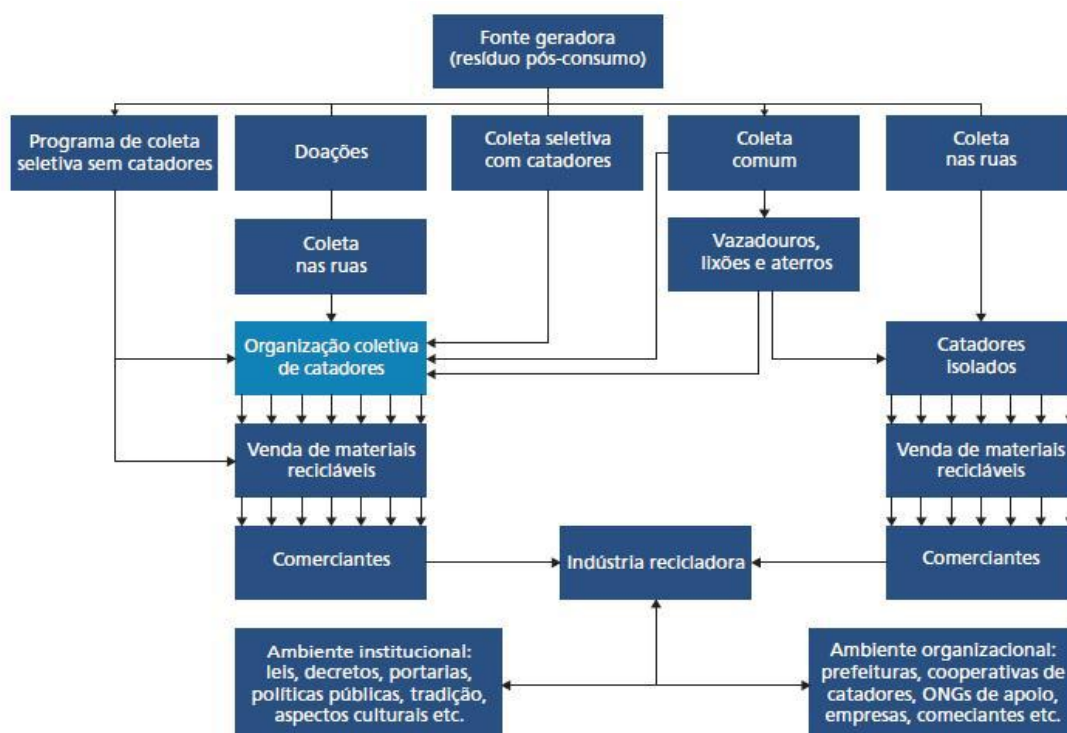 Fonte geradora
(resíduo pós-consumo)
Programa de coleta
seletiva sem catadores
Doações
Coleta seletiva
com catadores
Coleta
comum
Coleta
nas ruas
Coleta
nas ruas
Vazadouros,
lixões e aterros
Organização coletiva
de catadores
Catadores
isolados
Venda de materiais
recicláveis
Venda de materiais
recicláveis
Comerciantes
Indústria recicladora
Comerciantes
Ambiente institucional:
leis, decretos, portarias,
políticas públicas, tradição,
aspectos culturais etc.
Ambiente organizacional:
prefeituras, cooperativas de
catadores, ONGs de apoio,
empresas, comeciantes etc.